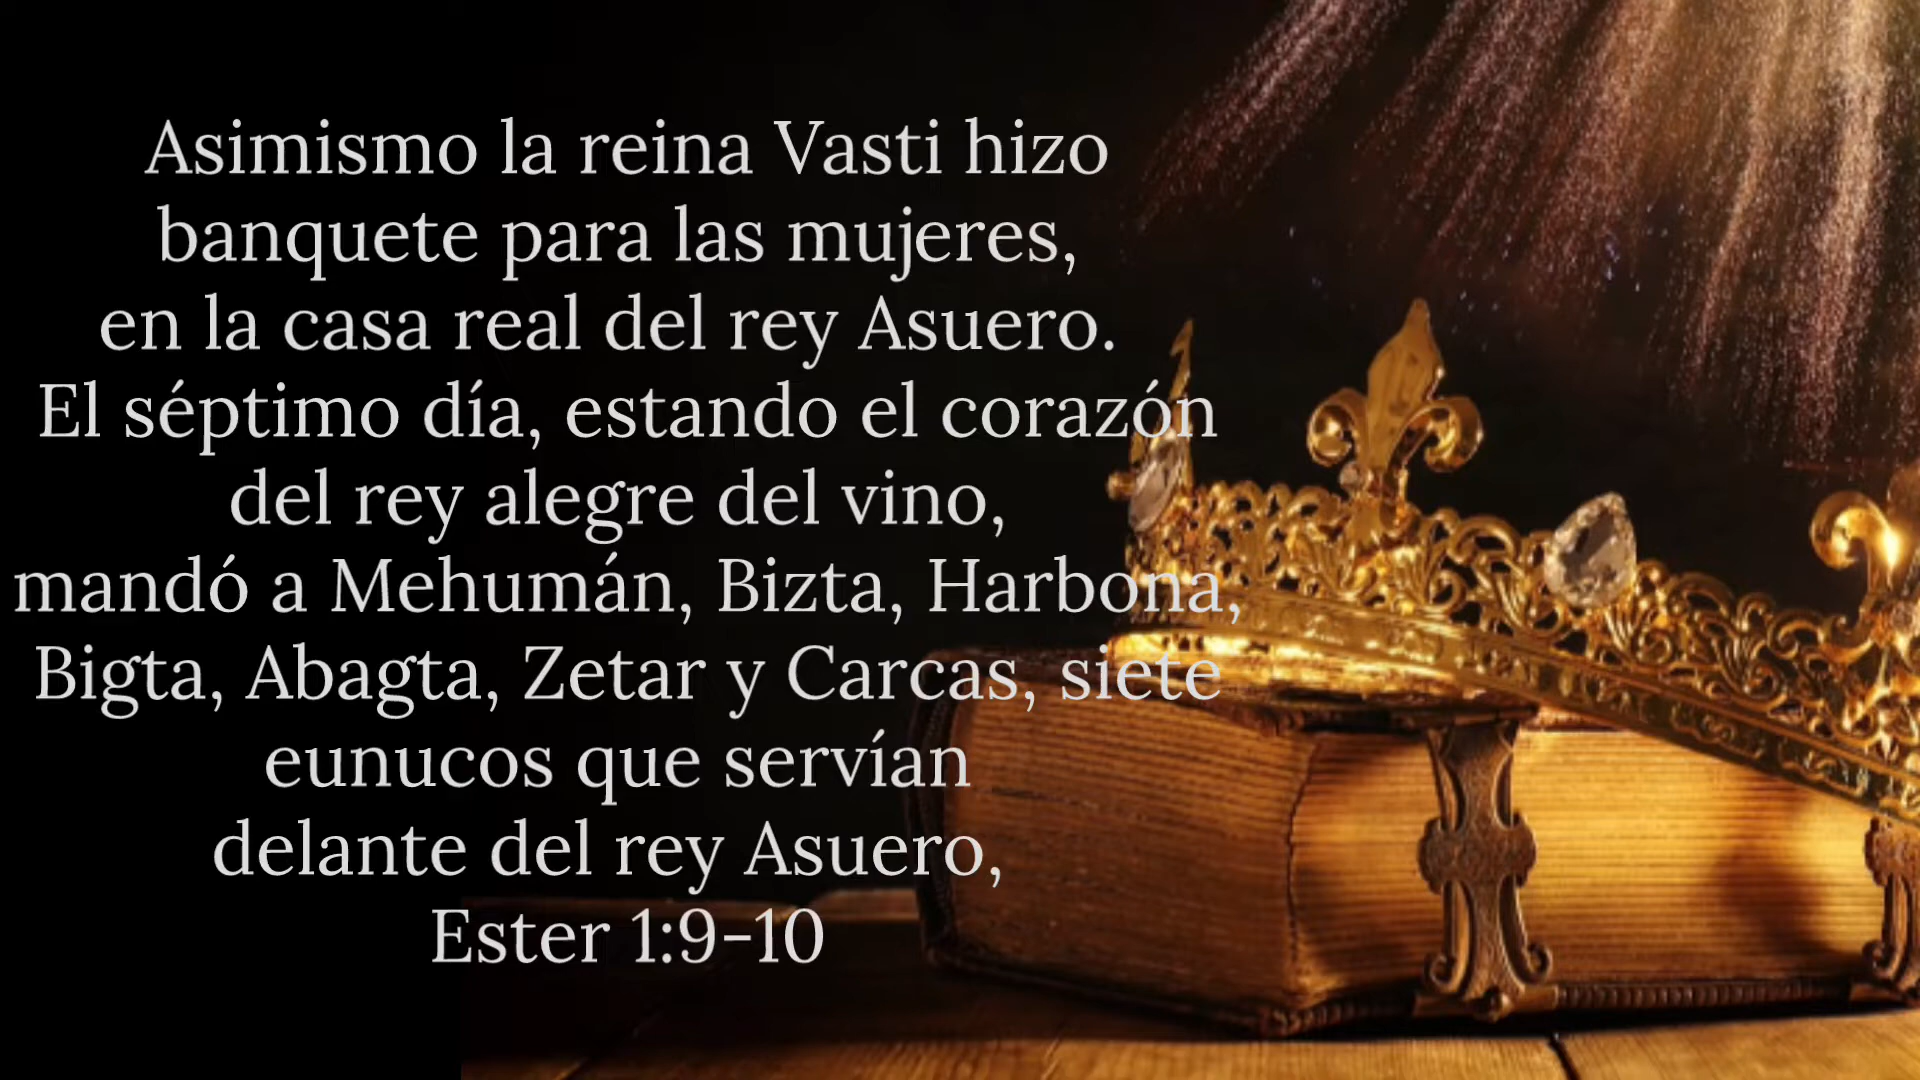 Asimismo la reina Vasti hizo
banquete para las mujeres,
en la casa real del rey Asuero.
El séptimo día, estando el corazón
del rey alegre del vino,
mandó a Mehumán, Bizta, Harbona,
Bigta, Abagta, Zetar y Carcas, siete
eunucos que servían
delante del rey Asuero,
Ester 1:9-10